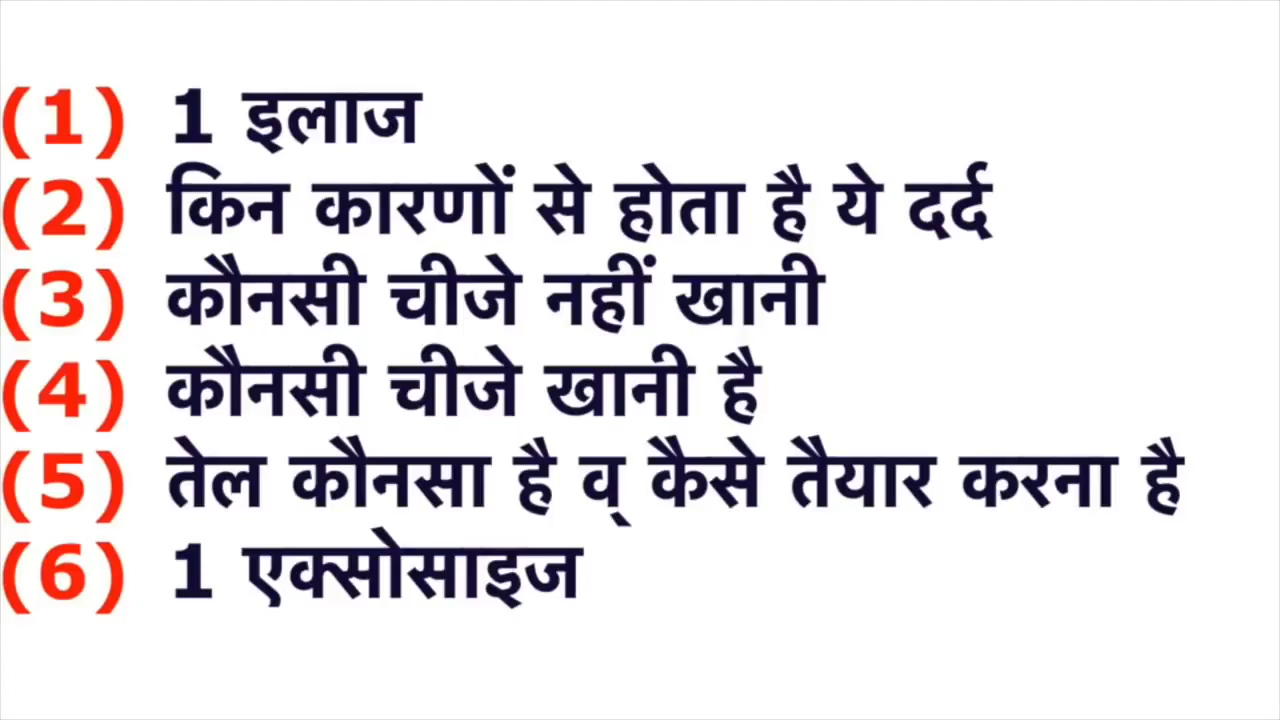 (1) 1 इलाज
(2) किन कारणों से होता है ये दर्द
(3) कौनसी चीजे नहीं खानी
(4) कौनसी चीजे खानी है
(5) तेल कौनसा है व् कैसे तैयार करना है
(6) 1 एक्सोसाइज